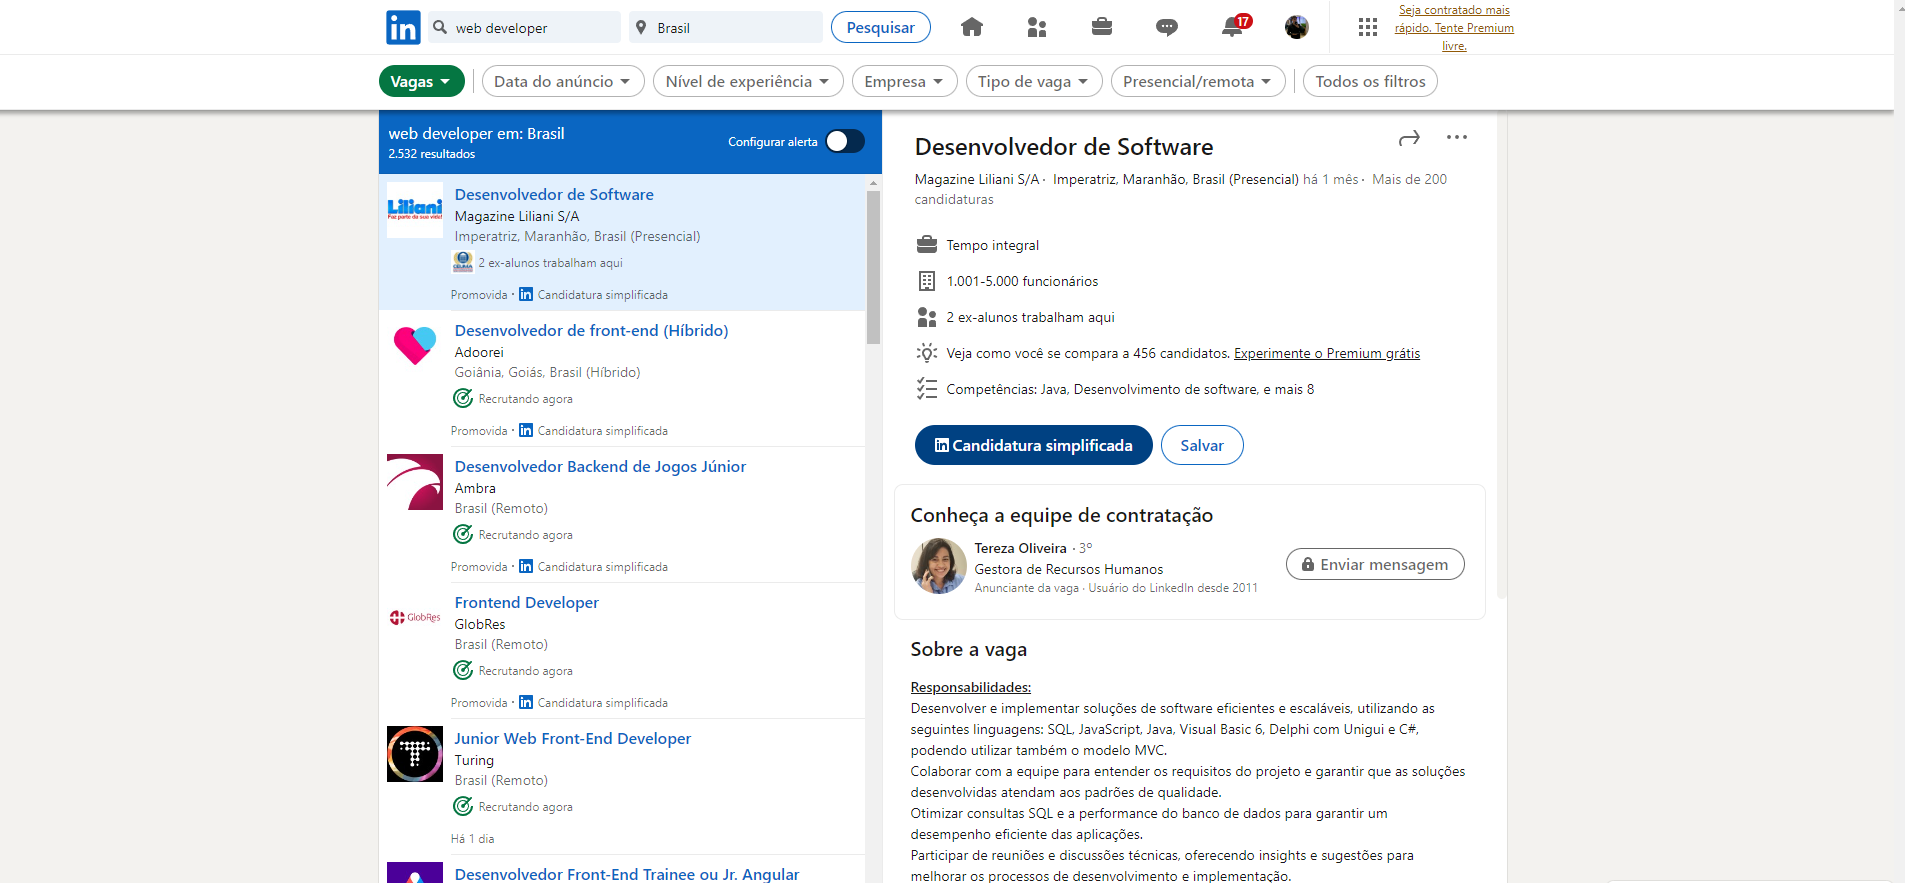 in
web developer
Brasil
Pesquisar
17
Seja contratado mais
rápido. Tente Premium
livre.
Vagas
Data do anúncio
Nível de experiência
Empresa
Tipo de vaga
Presencial/remota
Todos os filtros
web developer em: Brasil
2.532 resultados
Configurar alerta
Liliani
Faz parte da sua vida!
Desenvolvedor de Software
Magazine Liliani S/A
Imperatriz, Maranhão, Brasil (Presencial)
CEUMA
2 ex-alunos trabalham aqui
Promovida · in Candidatura simplificada
Desenvolvedor de front-end (Híbrido)
Adoorei
Goiânia, Goiás, Brasil (Híbrido)
Recrutando agora
Promovida · in Candidatura simplificada
Desenvolvedor Backend de Jogos Júnior
Ambra
Brasil (Remoto)
Recrutando agora
Promovida · in Candidatura simplificada
GlobRes
Frontend Developer
GlobRes
Brasil (Remoto)
Recrutando agora
Promovida · in Candidatura simplificada
Junior Web Front-End Developer
Turing
Brasil (Remoto)
Recrutando agora
Há 1 dia
Desenvolvedor Front-End Trainee ou Jr. Angular
Desenvolvedor de Software
Magazine Liliani S/A · Imperatriz, Maranhão, Brasil (Presencial) há 1 mês · Mais de 200
candidaturas
Tempo integral
1.001-5.000 funcionários
2 ex-alunos trabalham aqui
Veja como você se compara a 456 candidatos. Experimente o Premium grátis
Competências: Java, Desenvolvimento de software, e mais 8
in Candidatura simplificada
Salvar
Conheça a equipe de contratação
Tereza Oliveira · 3º
Gestora de Recursos Humanos
Anunciante da vaga · Usuário do LinkedIn desde 2011
Enviar mensagem
Sobre a vaga
Responsabilidades:
Desenvolver e implementar soluções de software eficientes e escaláveis, utilizando as
seguintes linguagens: SQL, JavaScript, Java, Visual Basic 6, Delphi com Unigui e C#,
podendo utilizar também o modelo MVC.
Colaborar com a equipe para entender os requisitos do projeto e garantir que as soluções
desenvolvidas atendam aos padrões de qualidade.
Otimizar consultas SQL e a performance do banco de dados para garantir um
desempenho eficiente das aplicações.
Participar de reuniões e discussões técnicas, oferecendo insights e sugestões para
melhorar os processos de desenvolvimento e implementação.